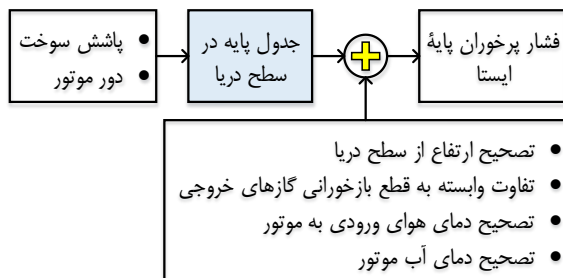 • پاشش سوخت
• دور موتور
جدول پایه در
سطح دریا
فشار پرخوران پایۀ
ایستا
• تصحیح ارتفاع از سطح دریا
• تفاوت وابسته به قطع بازخورانی گازهای خروجی
• تصحیح دمای هوای ورودی به موتور
• تصحیح دمای آب موتور